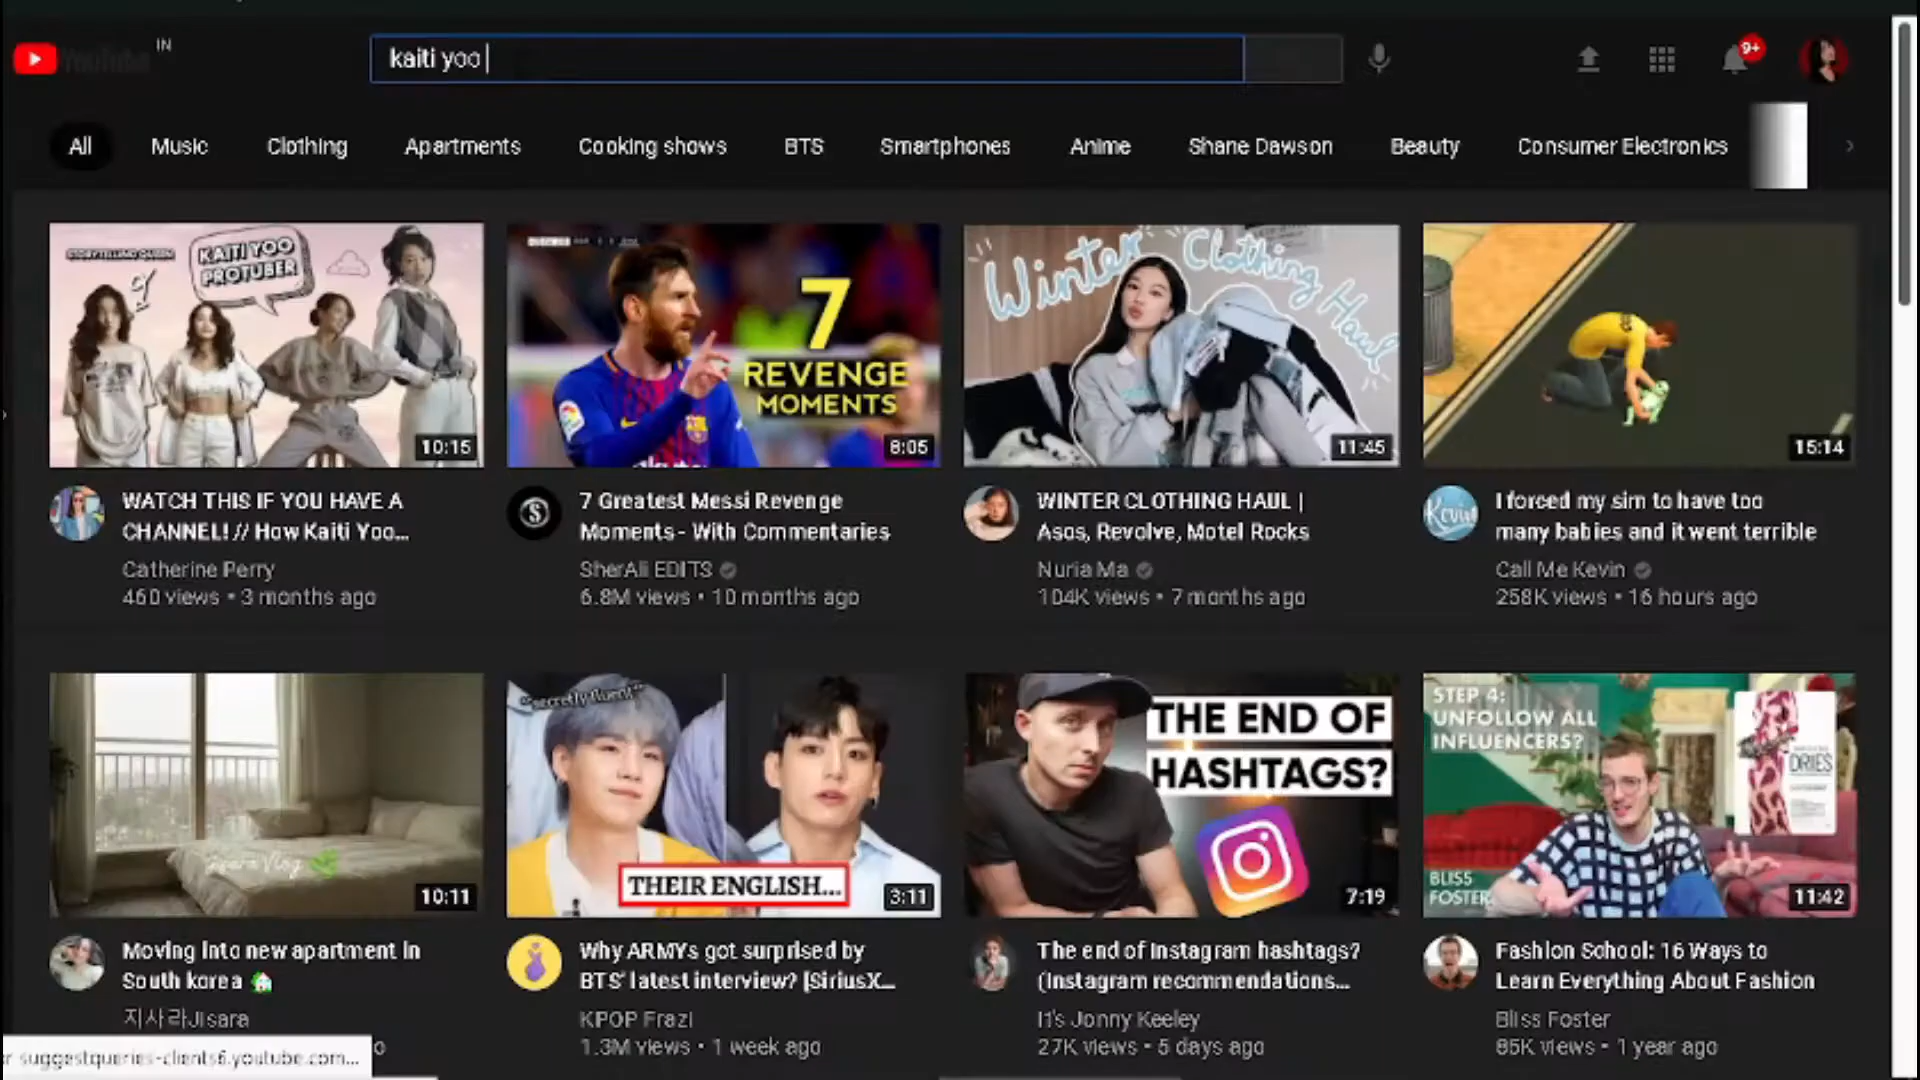 IN
kaiti yoo
9+
All Music Clothing Apartments Cooking shows BTS Smartphones Anime Shane Dawson Beauty Consumer Electronics
STORYTELLING QUEEN
KAITI YOO
PROTUBER
10:15
7
REVENGE
MOMENTS
8:05
Winter Clothing Haul
11:45
15:14
WATCH THIS IF YOU HAVE A
CHANNEL! // How Kaiti Yoo...
Catherine Perry
460 views • 3 months ago
7 Greatest Messi Revenge
Moments - With Commentaries
SherAli EDITS
6.8M views • 10 months ago
WINTER CLOTHING HAUL |
Asos, Revolve, Motel Rocks
Nuria Ma
104K views • 7 months ago
Kevin
I forced my sim to have too
many babies and it went terrible
Call Me Kevin
258K views • 16 hours ago
Vlog
10:11
"secretly fluent"
THEIR ENGLISH...
3:11
THE END OF
HASHTAGS?
7:19
STEP 4:
UNFOLLOW ALL
INFLUENCERS?
DRIES
BLISS
FOSTER
11:42
Moving into new apartment in
South korea
지사라Jisara
Why ARMYs got surprised by
BTS' latest interview? [SiriusX...
KPOP Frazi
1.3M views • 1 week ago
The end of Instagram hashtags?
(Instagram recommendations...
It's Jonny Keeley
27K views • 5 days ago
Fashion School: 16 Ways to
Learn Everything About Fashion
Bliss Foster
85K views • 1 year ago
suggestqueries-clients6.youtube.com...